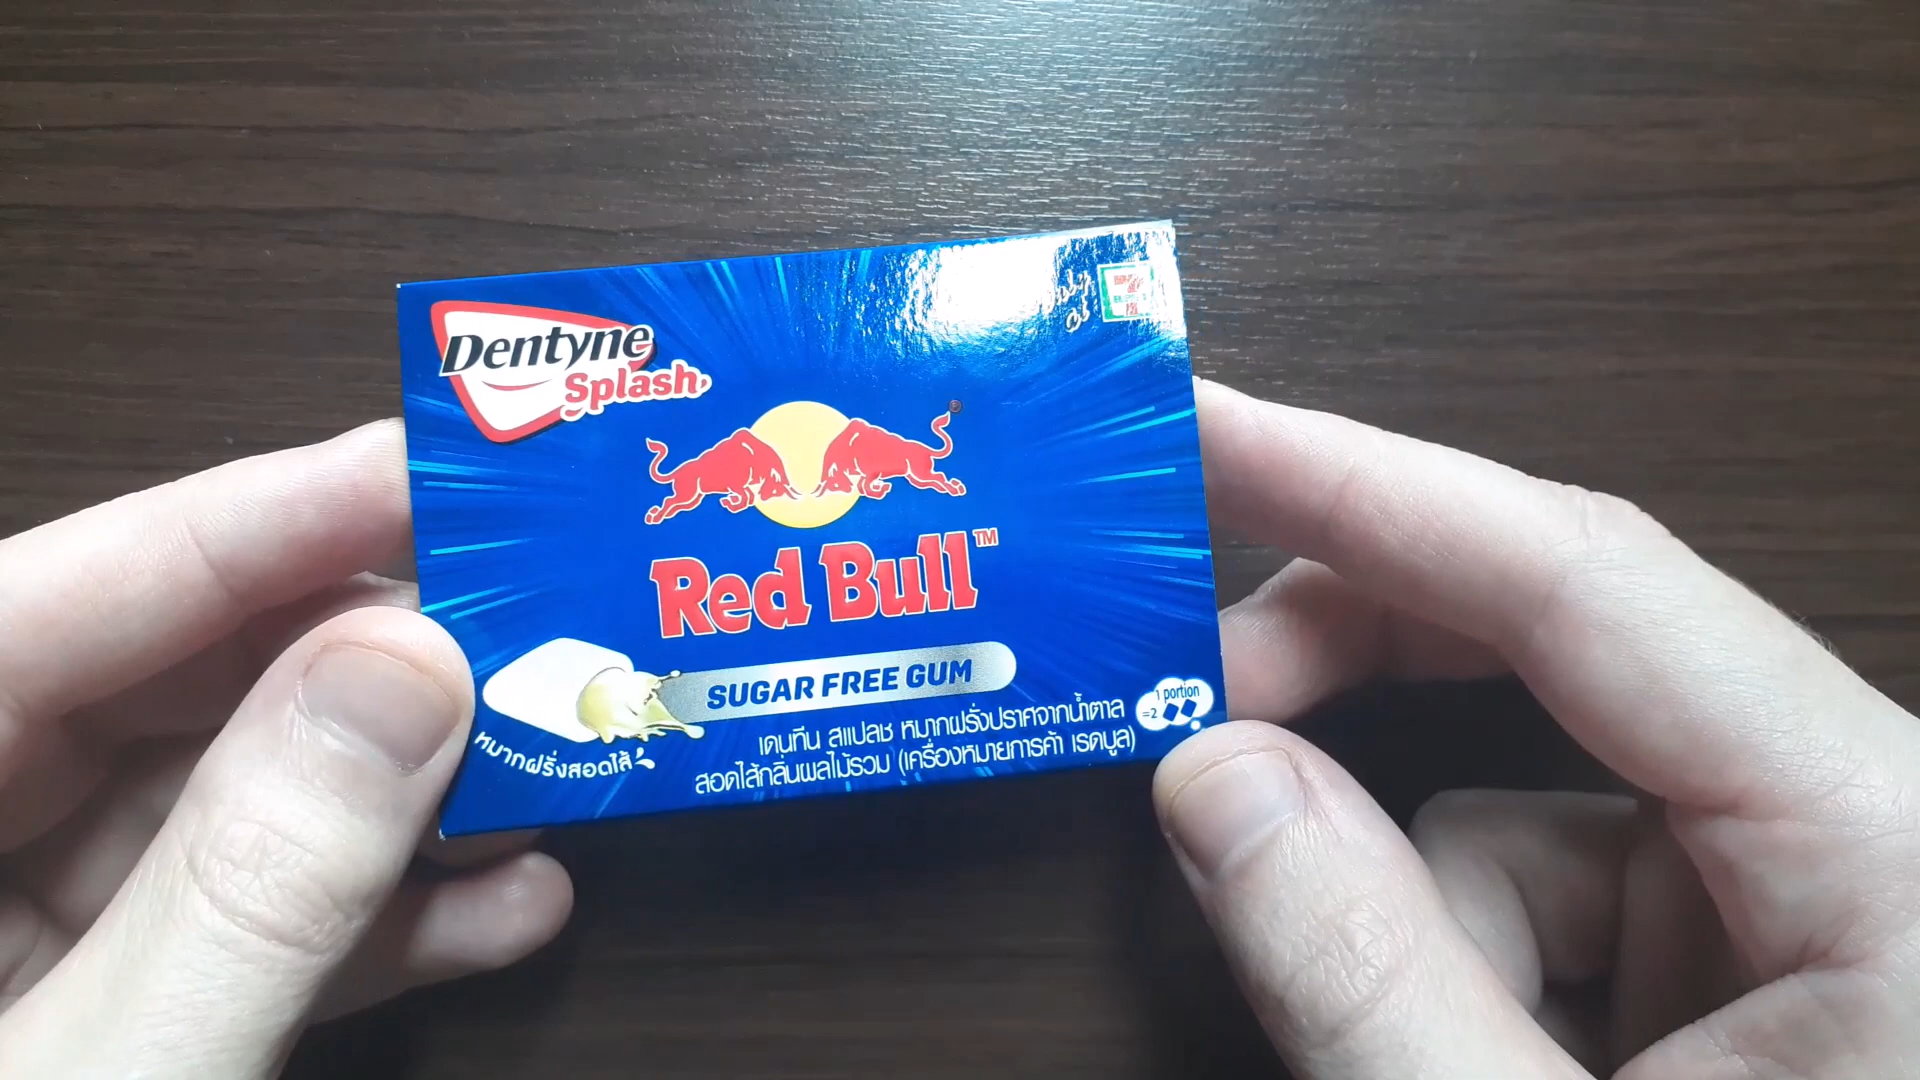 Dentyne
Splash
7
ELEVEN
®
Red Bull™
SUGAR FREE GUM
หมากฝรั่งสอดไส้
เดนทีน สแปลช หมากฝรั่งปราศจากน้ำตาล
สอดไส้กลิ่นผลไม้รวม (เครื่องหมายการค้า เรดบูล)
1 portion
=2